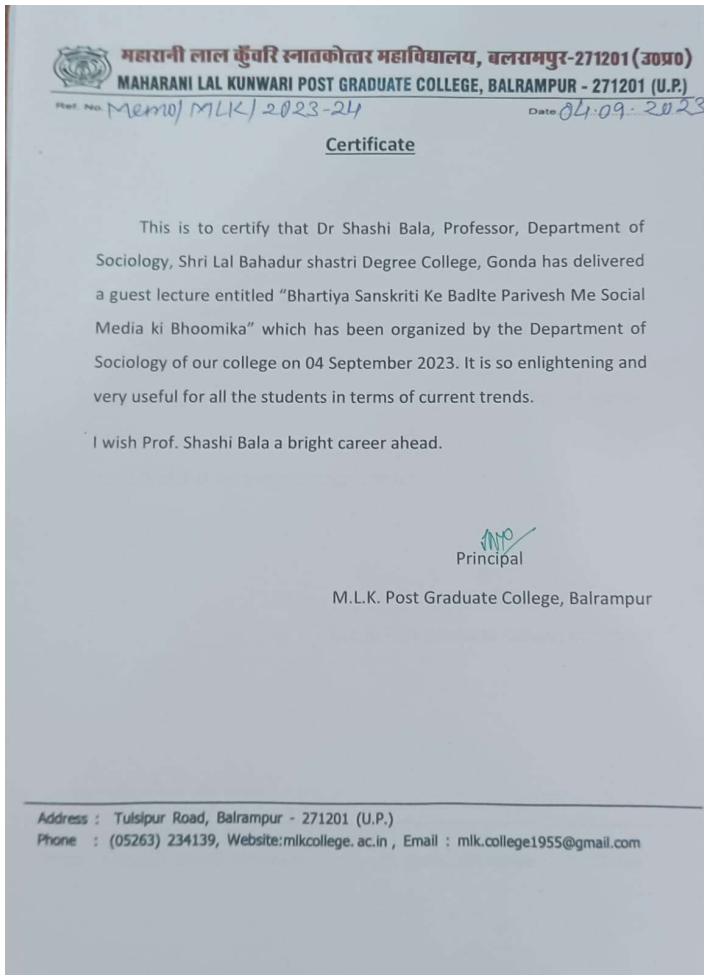 महारानी लाल कुँवरि स्नातकोत्तर महाविद्यालय, बलरामपुर-271201 (उ0प्र0)
MAHARANI LAL KUNWARI POST GRADUATE COLLEGE, BALRAMPUR - 271201 (U.P.)
Ref. No. Memo/MLK/2023-24 Date 04.09.2023
Certificate
This is to certify that Dr Shashi Bala, Professor, Department of
Sociology, Shri Lal Bahadur shastri Degree College, Gonda has delivered
a guest lecture entitled “Bhartiya Sanskriti Ke Badlte Parivesh Me Social
Media ki Bhoomika” which has been organized by the Department of
Sociology of our college on 04 September 2023. It is so enlightening and
very useful for all the students in terms of current trends.
I wish Prof. Shashi Bala a bright career ahead.
Principal
M.L.K. Post Graduate College, Balrampur
Address : Tulsipur Road, Balrampur - 271201 (U.P.)
Phone : (05263) 234139, Website:mlkcollege.ac.in , Email : mlk.college1955@gmail.com